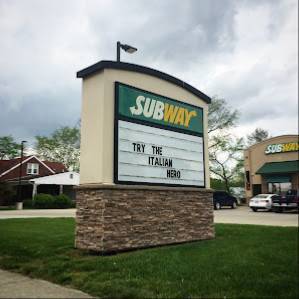 SUBWAY
TRY THE
ITALIAN
HERO
SUBWAY